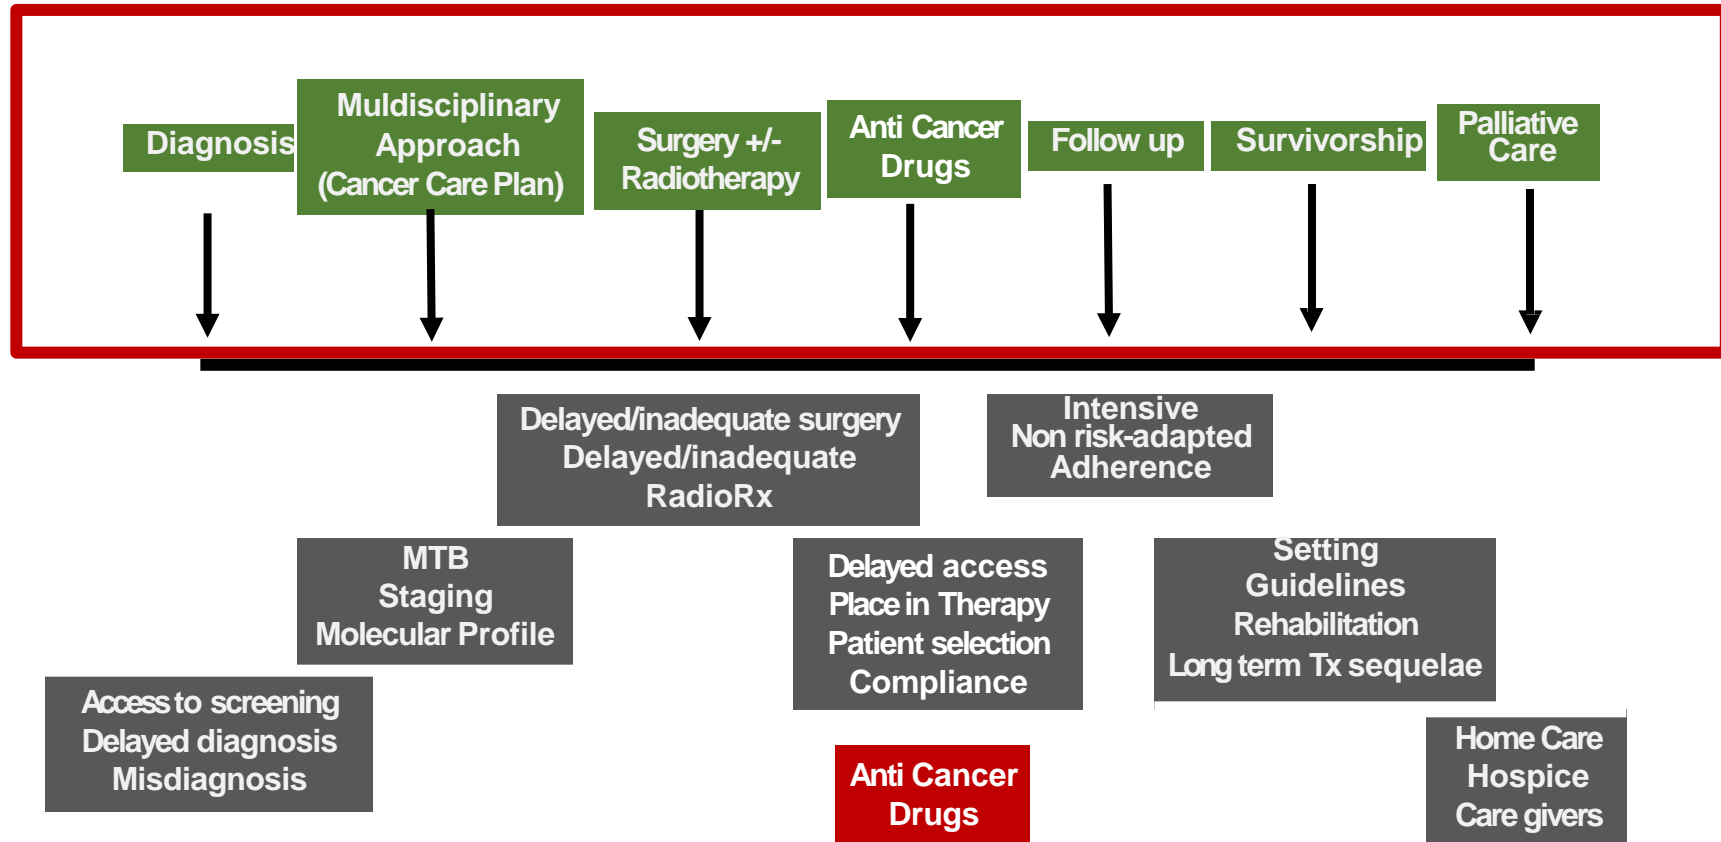 Diagnosis
Muldisciplinary
Approach
(Cancer Care Plan)
Surgery +/-
Radiotherapy
Anti Cancer
Drugs
Follow up
Survivorship
Palliative
Care
Delayed/inadequate surgery
Delayed/inadequate
RadioRx
Intensive
Non risk-adapted
Adherence
MTB
Staging
Molecular Profile
Delayed access
Place in Therapy
Patient selection
Compliance
Setting
Guidelines
Rehabilitation
Long term Tx sequelae
Access to screening
Delayed diagnosis
Misdiagnosis
Anti Cancer
Drugs
Home Care
Hospice
Care givers